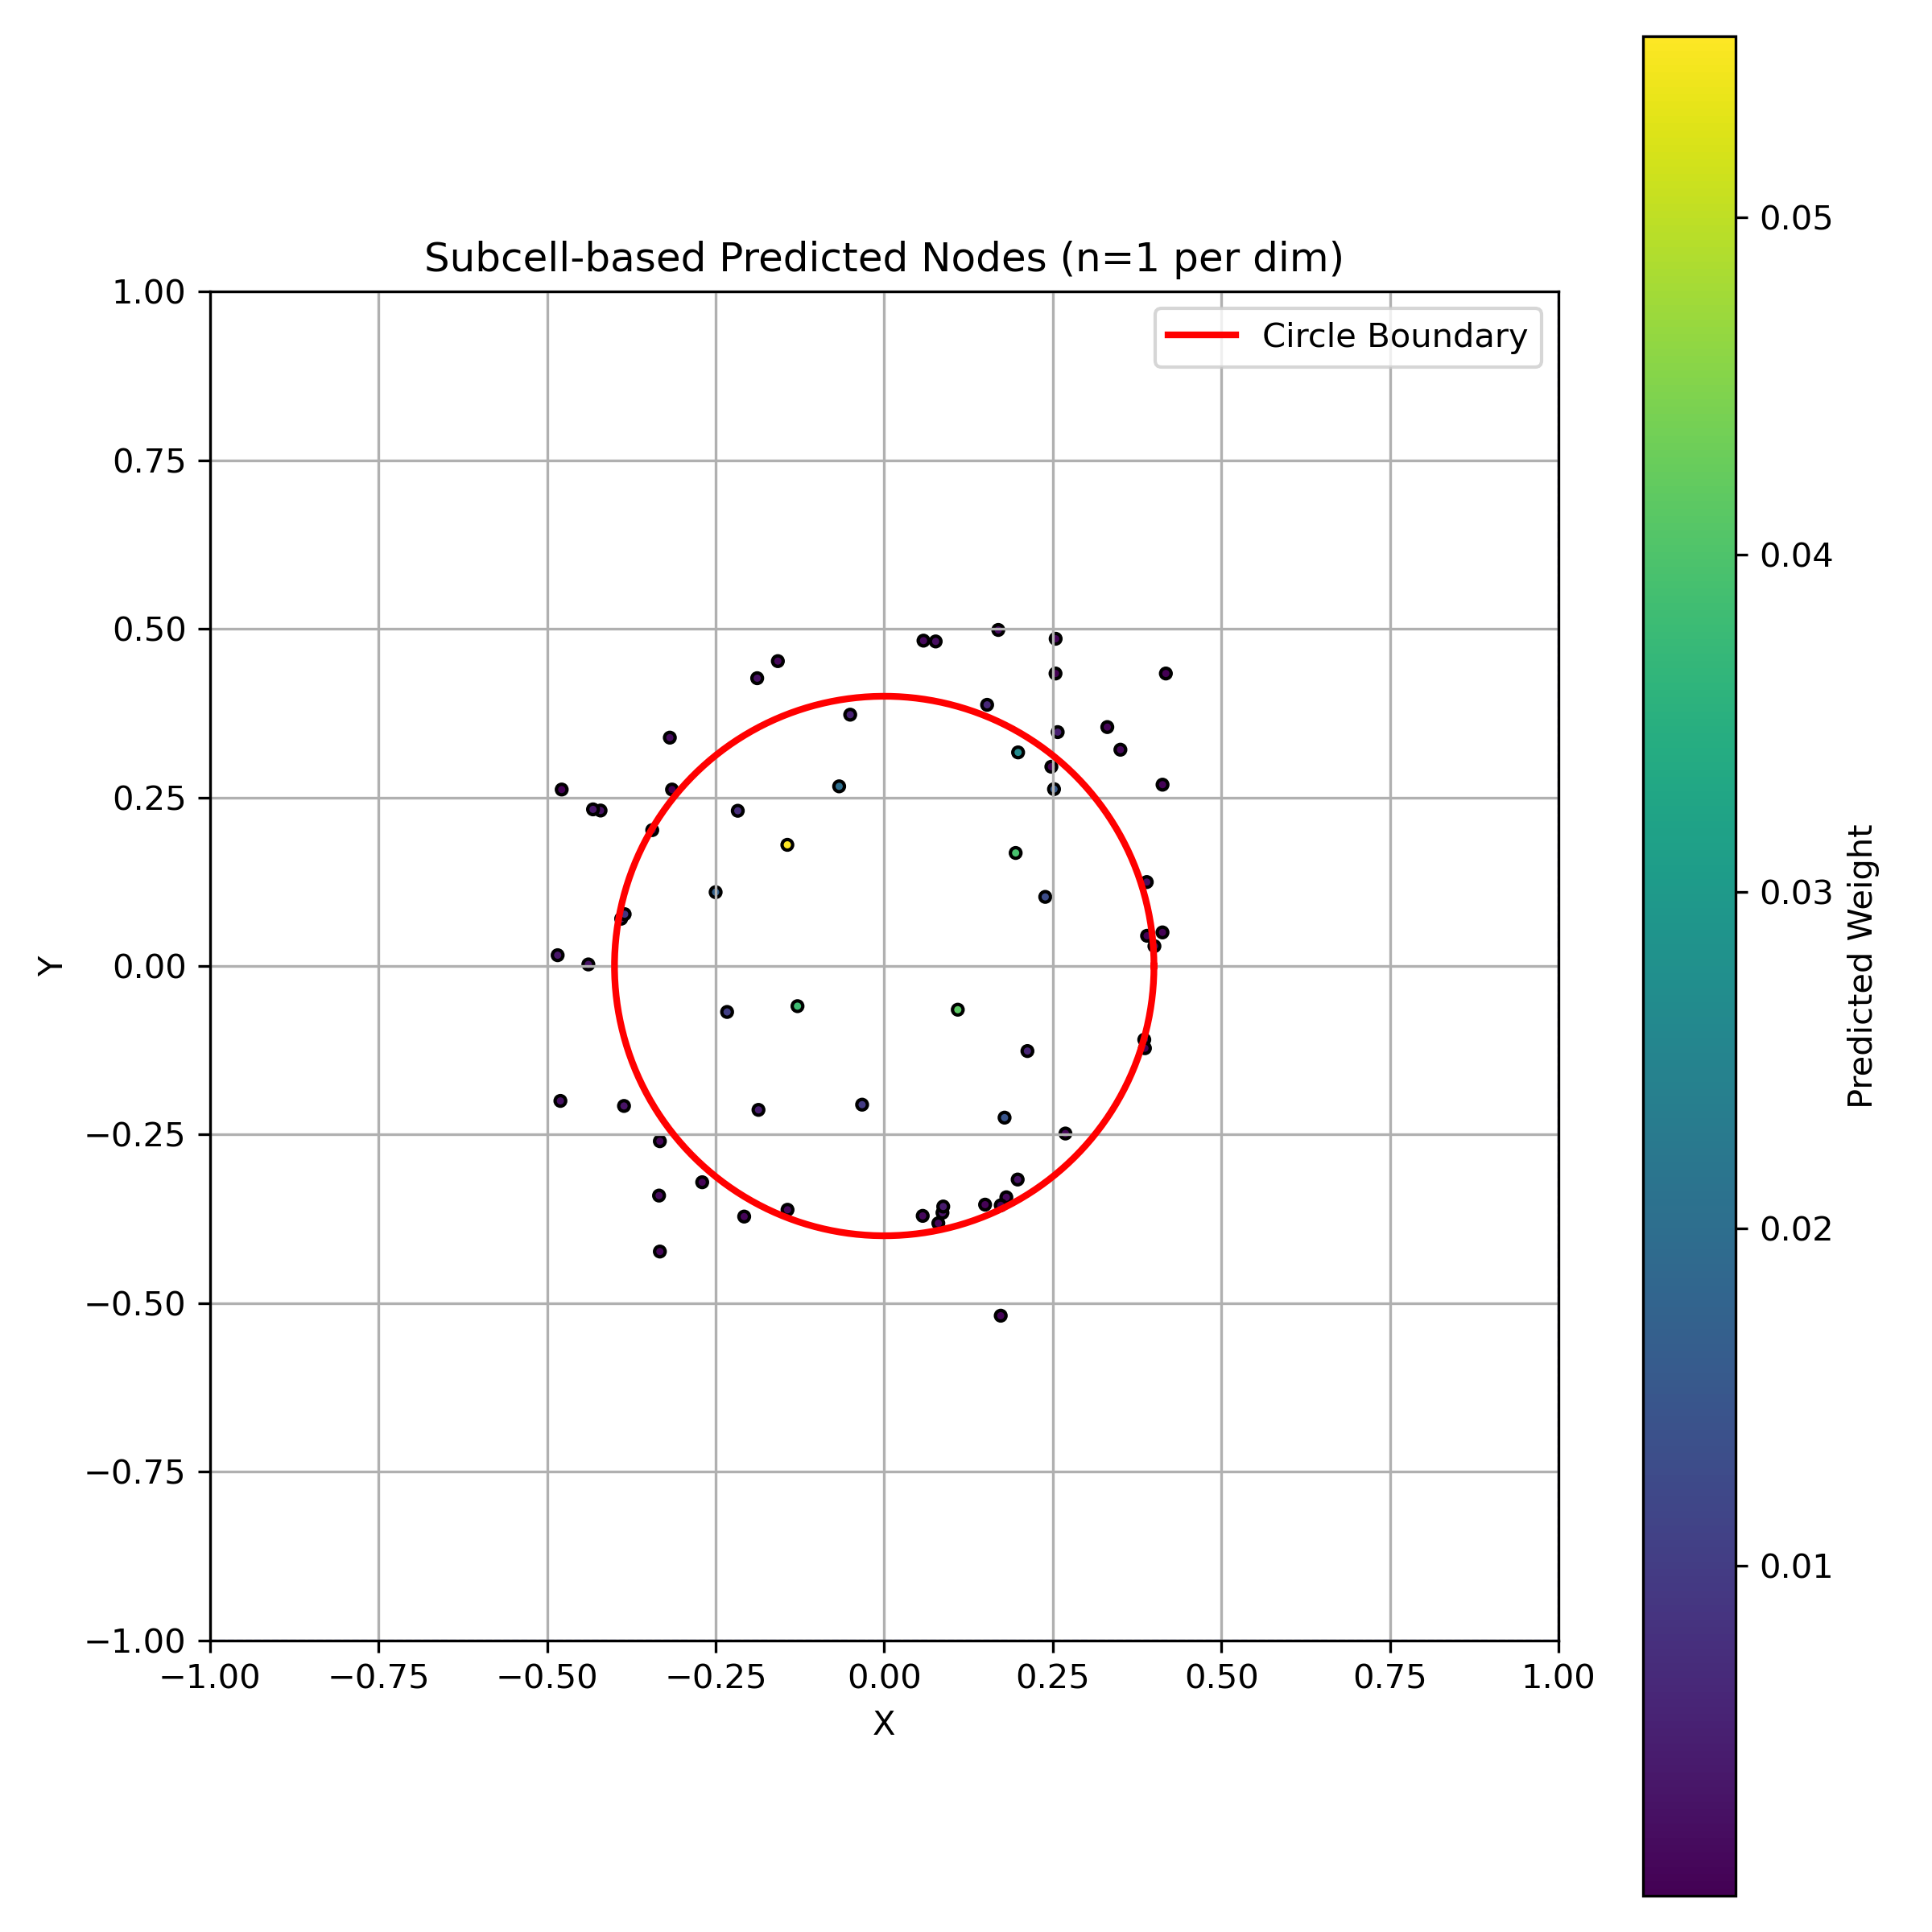 Subcell-based Predicted Nodes (n=1 per dim)
Circle Boundary
1.00
0.75
0.50
0.25
0.00
−0.25
−0.50
−0.75
−1.00
Y
−1.00 −0.75 −0.50 −0.25 0.00 0.25 0.50 0.75 1.00
X
0.05
0.04
0.03
0.02
0.01
Predicted Weight